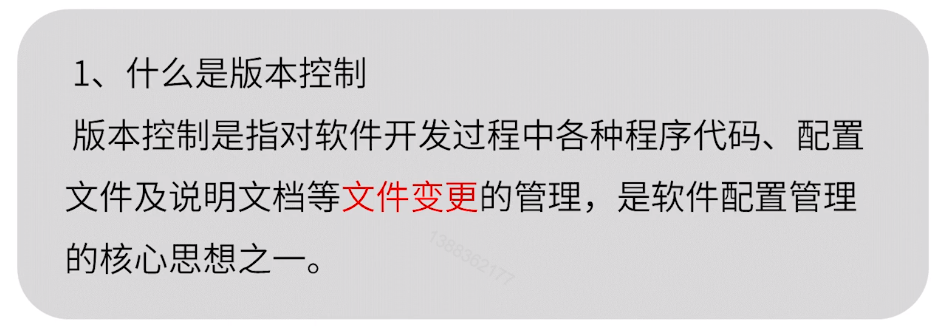 1、什么是版本控制
版本控制是指对软件开发过程中各种程序代码、配置
文件及说明文档等文件变更的管理，是软件配置管理
的核心思想之一。
1388362177